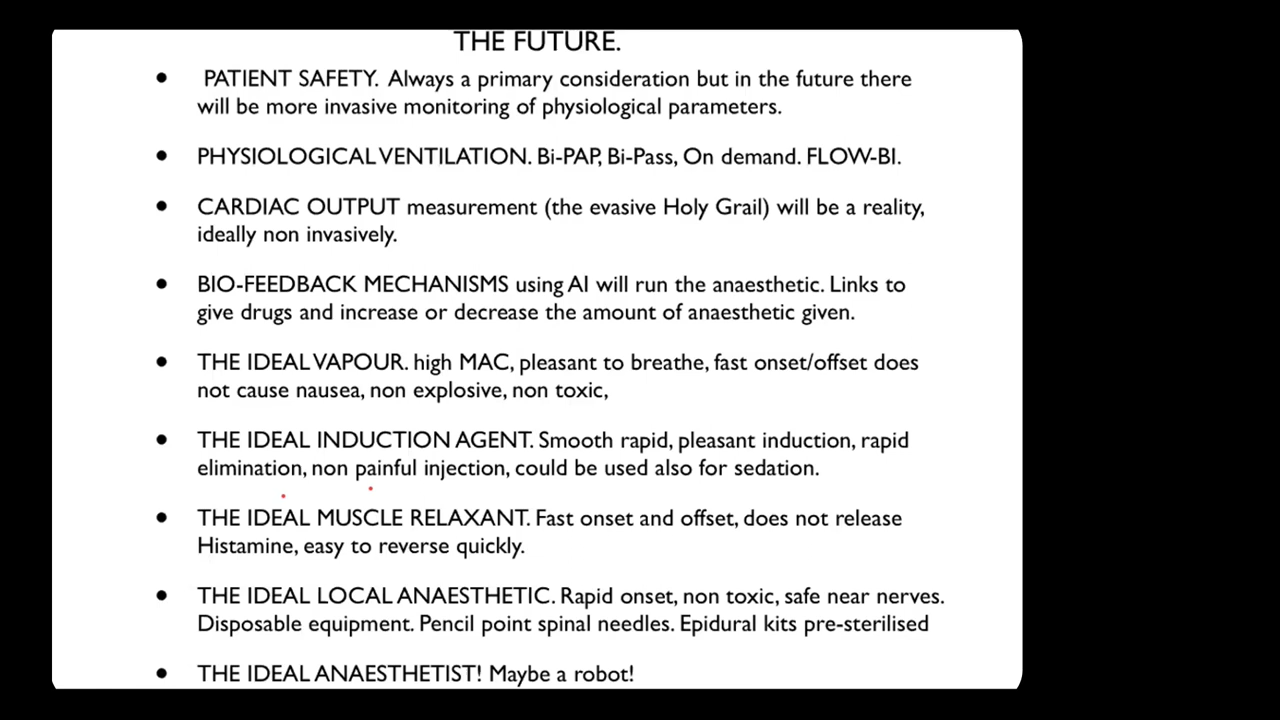 THE FUTURE.
• PATIENT SAFETY. Always a primary consideration but in the future there
will be more invasive monitoring of physiological parameters.
• PHYSIOLOGICAL VENTILATION. Bi-PAP, Bi-Pass, On demand. FLOW-BI.
• CARDIAC OUTPUT measurement (the evasive Holy Grail) will be a reality,
ideally non invasively.
• BIO-FEEDBACK MECHANISMS using AI will run the anaesthetic. Links to
give drugs and increase or decrease the amount of anaesthetic given.
• THE IDEAL VAPOUR. high MAC, pleasant to breathe, fast onset/offset does
not cause nausea, non explosive, non toxic,
• THE IDEAL INDUCTION AGENT. Smooth rapid, pleasant induction, rapid
elimination, non painful injection, could be used also for sedation.
• THE IDEAL MUSCLE RELAXANT. Fast onset and offset, does not release
Histamine, easy to reverse quickly.
• THE IDEAL LOCAL ANAESTHETIC. Rapid onset, non toxic, safe near nerves.
Disposable equipment. Pencil point spinal needles. Epidural kits pre-sterilised
• THE IDEAL ANAESTHETIST! Maybe a robot!